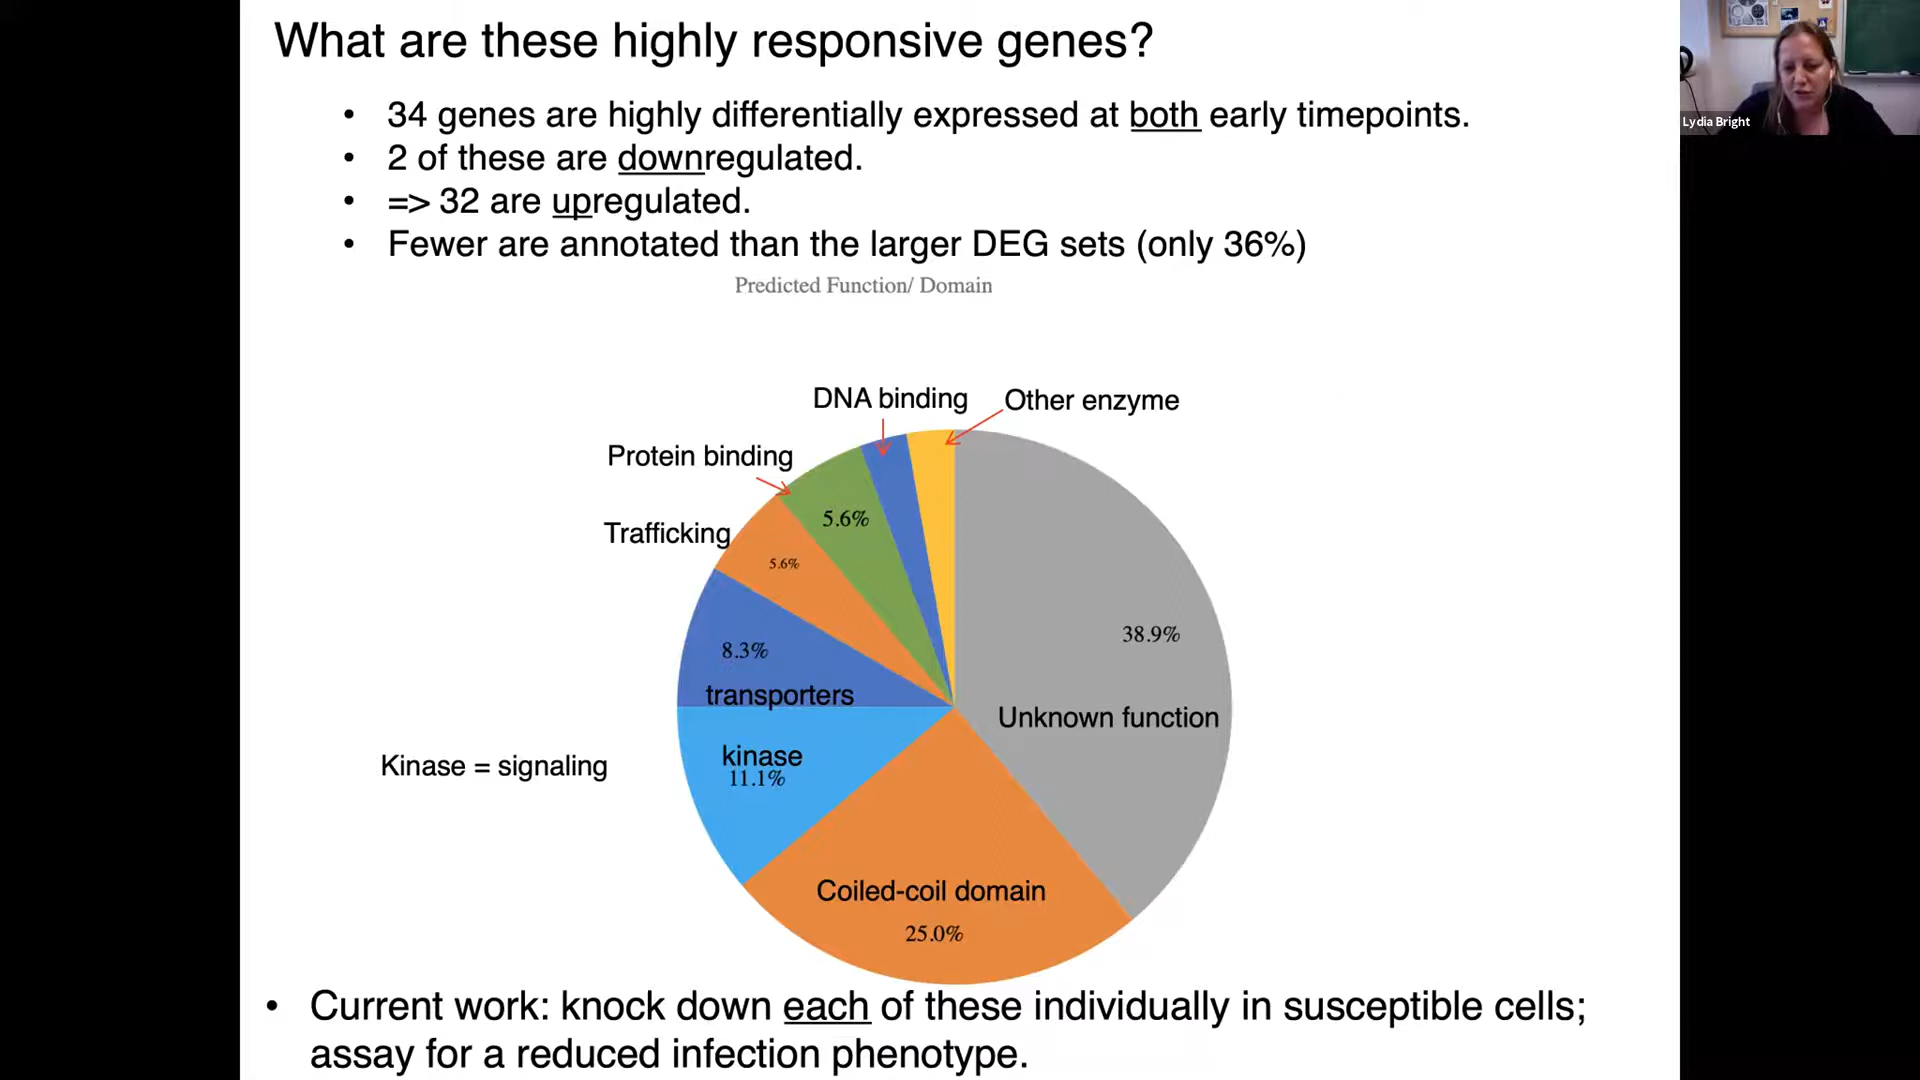 What are these highly responsive genes?
• 34 genes are highly differentially expressed at both early timepoints.
• 2 of these are downregulated.
• => 32 are upregulated.
• Fewer are annotated than the larger DEG sets (only 36%)
Predicted Function/ Domain
DNA binding
Other enzyme
Protein binding
5.6%
Trafficking
5.6%
38.9%
8.3%
transporters
Unknown function
kinase
Kinase = signaling
11.1%
Coiled-coil domain
25.0%
• Current work: knock down each of these individually in susceptible cells;
assay for a reduced infection phenotype.
Lydia Bright